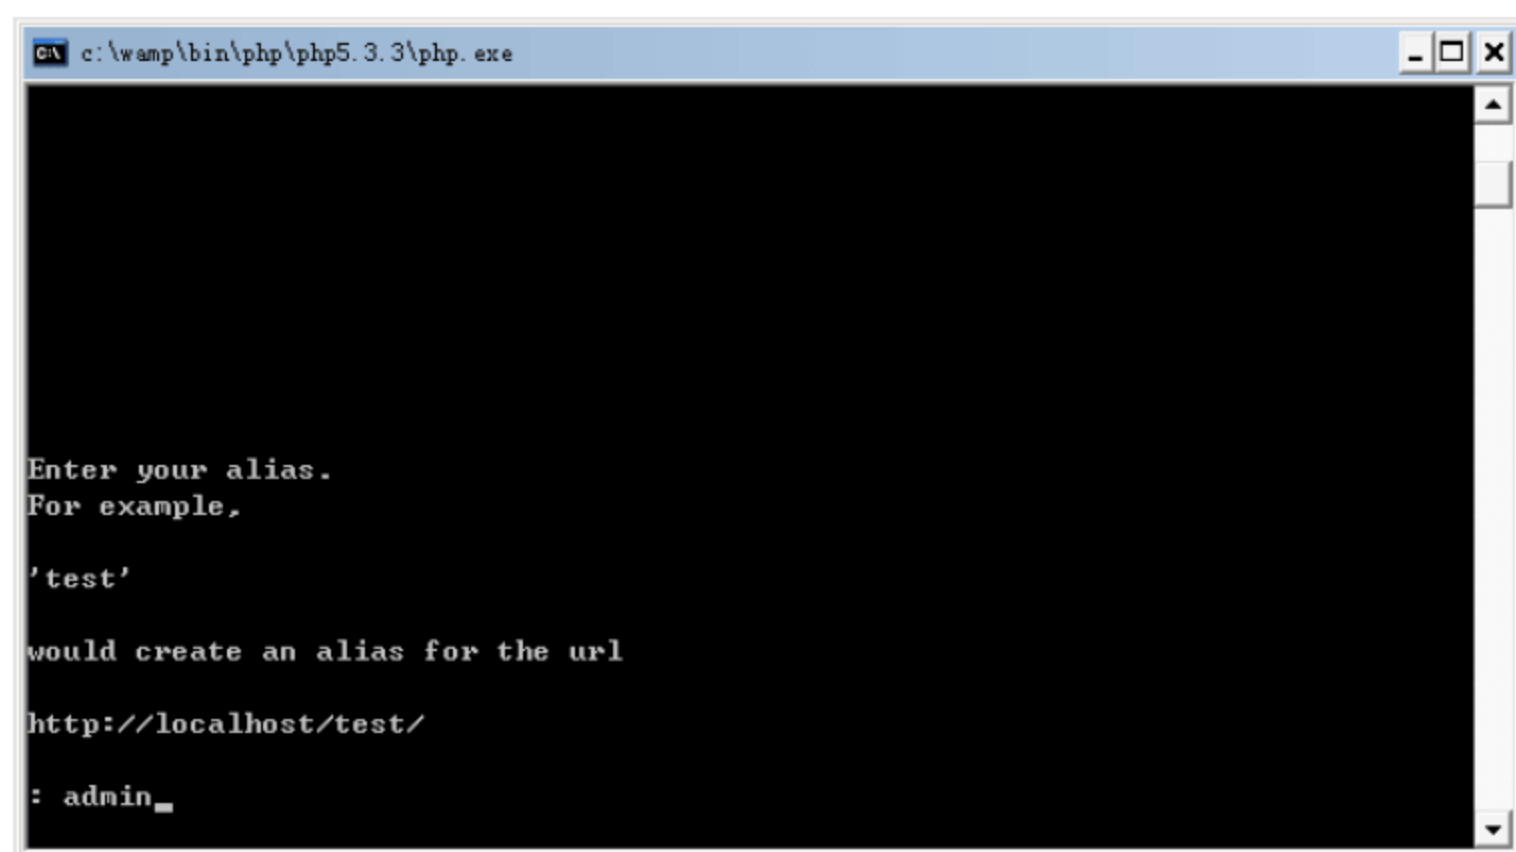 c:\wamp\bin\php\php5.3.3\php.exe
Enter your alias.
For example,
'test'
would create an alias for the url
http://localhost/test/
: admin_